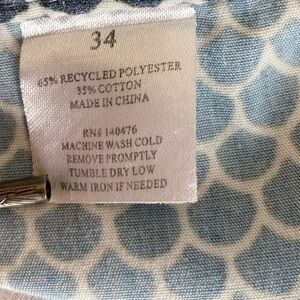 34
65% RECYCLED POLYESTER
35% COTTON
MADE IN CHINA
RN# 140476
MACHINE WASH COLD
REMOVE PROMPTLY
TUMBLE DRY LOW
WARM IRON IF NEEDED